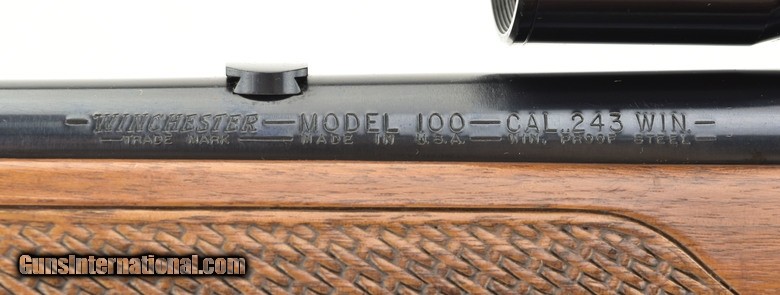 -WINCHESTER- MODEL 100 - CAL. 243 WIN. -
- TRADE MARK - MADE IN U.S.A. - WIN. PROOF STEEL -
GunsInternational.com